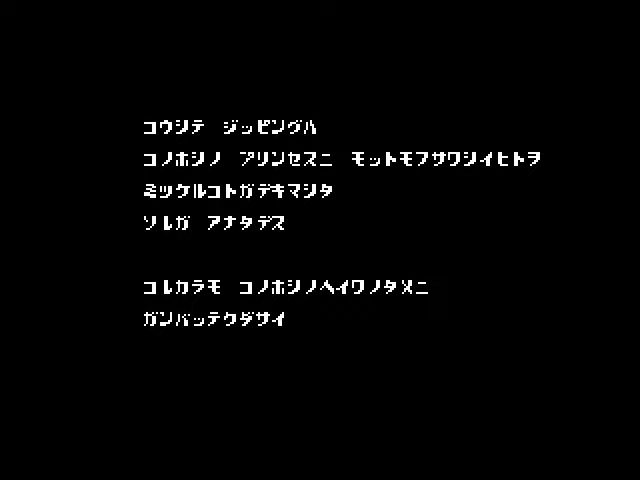 コウシテ　ジッピングハ
コノホシノ　プリンセスニ　モットモフサワシイヒトヲ
ミツケルコトガデキマシタ
ソレガ　アナタデス
コレカラモ　コノホシノヘイワノタメニ
ガンバッテクダサイ